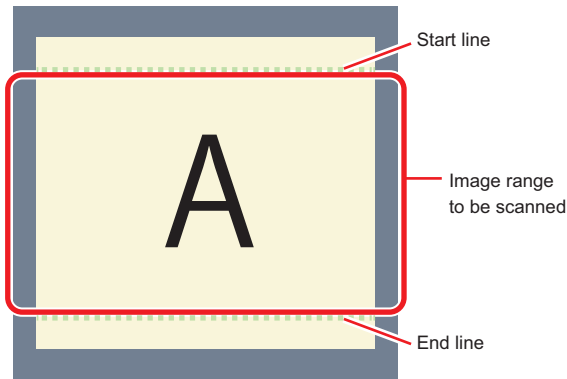 Start line
A
Image range
to be scanned
End line